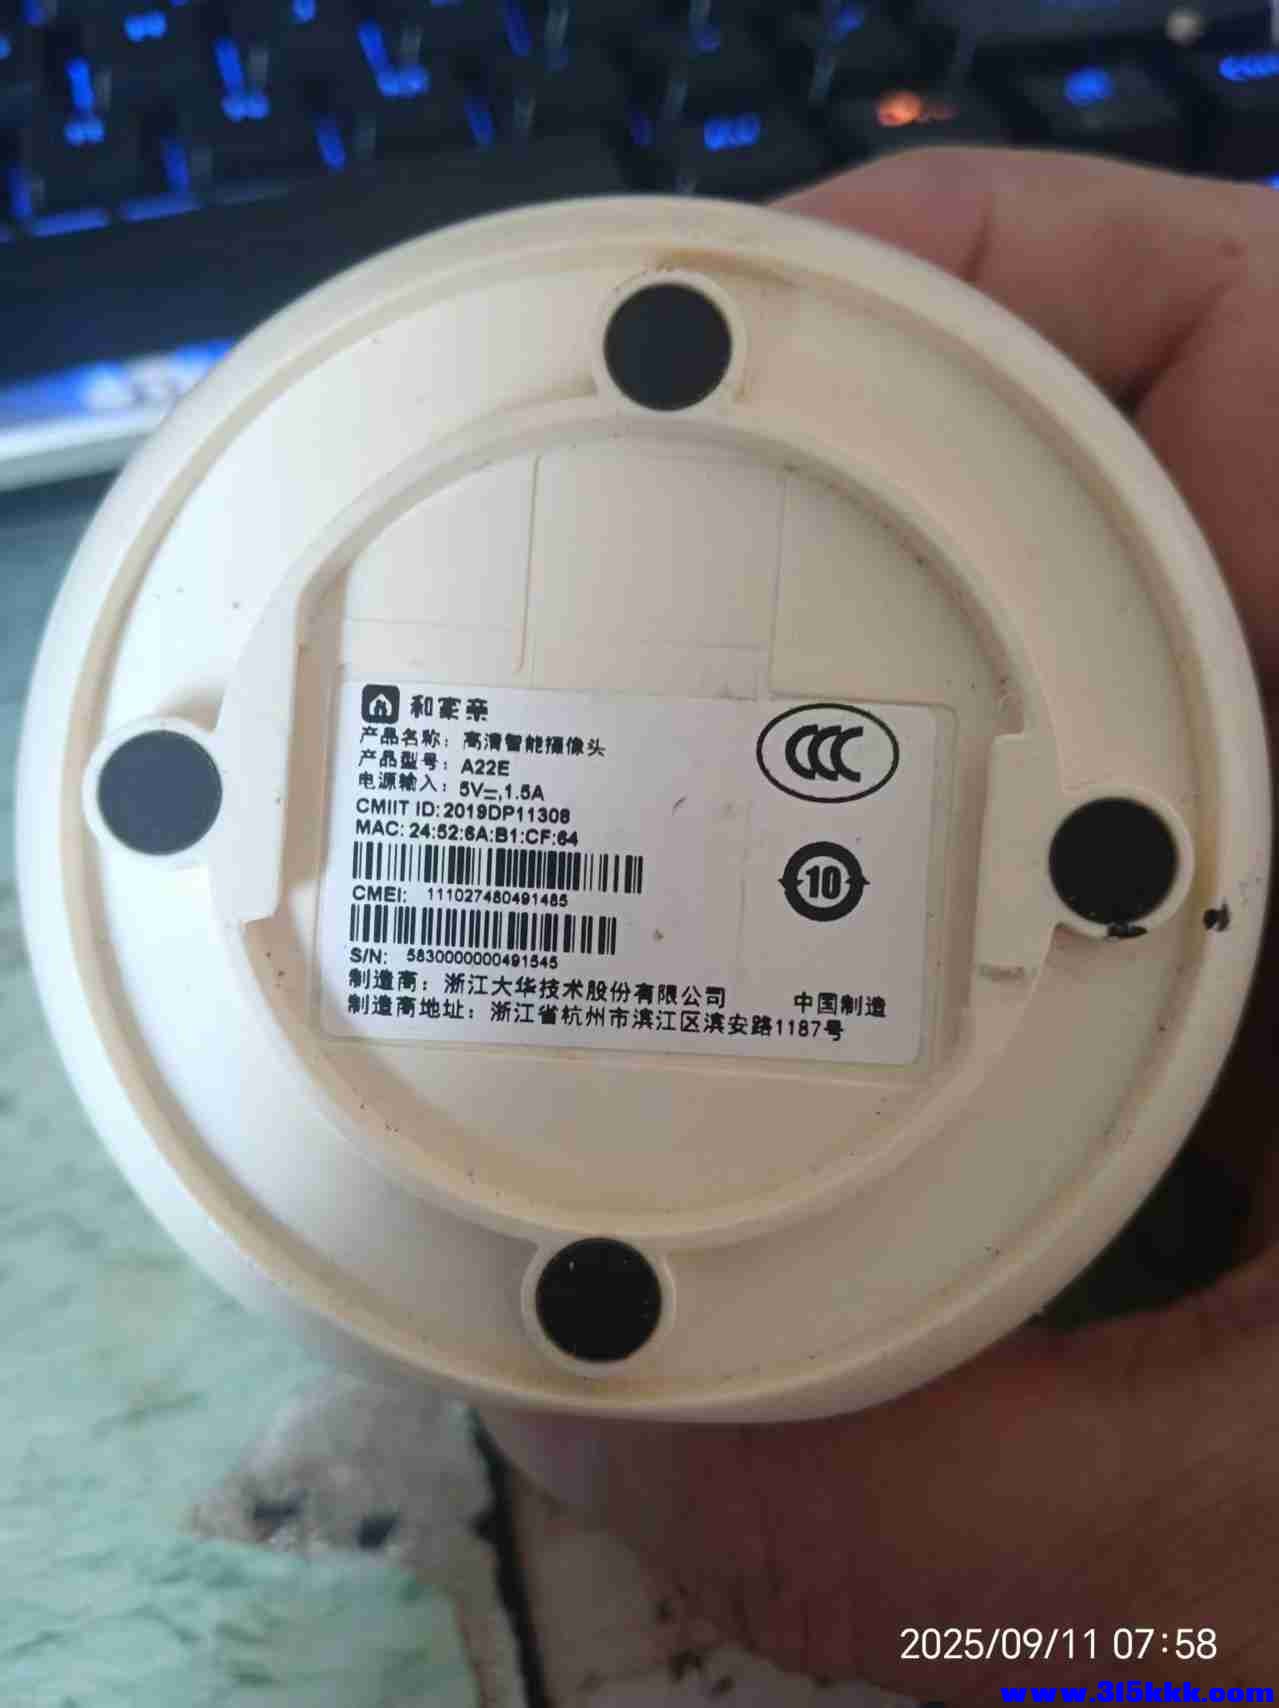 和家亲
产品名称：高清智能摄像头
产品型号：A22E
电源输入：5V⎓,1.5A
CMIIT ID:2019DP11308
MAC:24:52:6A:B1:CF:64
CMEI: 111027480491485
S/N: 5830000000491545
制造商：浙江大华技术股份有限公司 中国制造
制造商地址：浙江省杭州市滨江区滨安路1187号
CCC
10
2025/09/11 07:58
www.315kkk.com